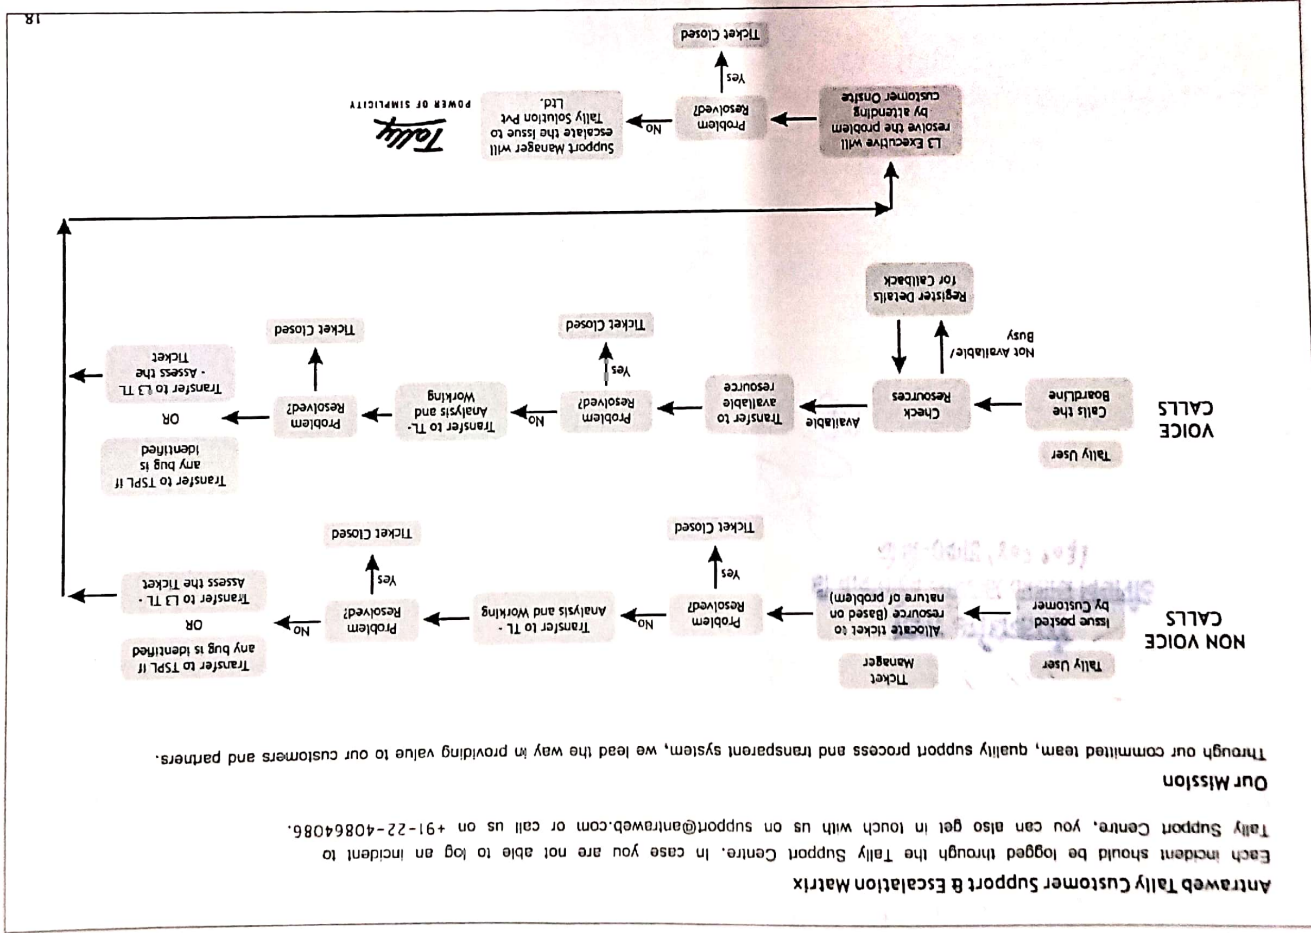 Antraweb Tally Customer Support & Escalation Matrix
Each incident should be logged through the Tally Support Centre. In case you are not able to log an incident to
Tally Support Centre, you can also get in touch with us on support@antraweb.com or call us on +91-22-40864086.
Our Mission
Through our committed team, quality support process and transparent system, we lead the way in providing value to our customers and partners.
NON VOICE
CALLS
Tally User
Issue posted
by Customer
Ticket
Manager
Allocate ticket to
resource (Based on
nature of problem)
Problem
Resolved?
Yes
Ticket Closed
No
Transfer to TL -
Analysis and Working
Problem
Resolved?
Yes
Ticket Closed
No
Transfer to TSPL if
any bug is identified
OR
Transfer to L3 TL -
Assess the Ticket
VOICE
CALLS
Tally User
Calls the
BoardLine
Check
Resources
Not Available/
Busy
Register Details
for Callback
Available
Transfer to
available
resource
Problem
Resolved?
Yes
Ticket Closed
No
Transfer to TL-
Analysis and
Working
Problem
Resolved?
Ticket Closed
Transfer to TSPL if
any bug is
identified
OR
Transfer to L3 TL
- Assess the
Ticket
L3 Executive will
resolve the problem
by attending
customer Onsite
Problem
Resolved?
Yes
Ticket Closed
No
Support Manager will
escalate the issue to
Tally Solution Pvt
Ltd.
Tally
POWER OF SIMPLICITY
18